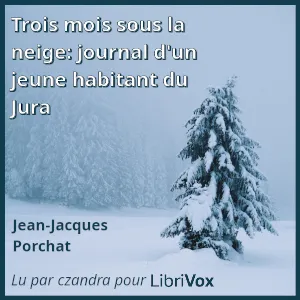 Trois mois sous la
neige: journal d'un
jeune habitant du
Jura
Jean-Jacques
Porchat
Lu par czandra pour LibriVox